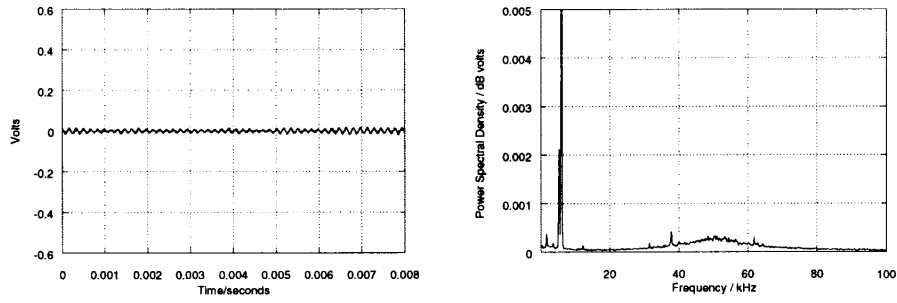 0.6
0.4
0.2
0
-0.2
-0.4
-0.6
Volts
0 0.001 0.002 0.003 0.004 0.005 0.006 0.007 0.008
Time/seconds
0.005
0.004
0.003
0.002
0.001
0
Power Spectral Density / dB volts
20 40 60 80 100
Frequency / kHz